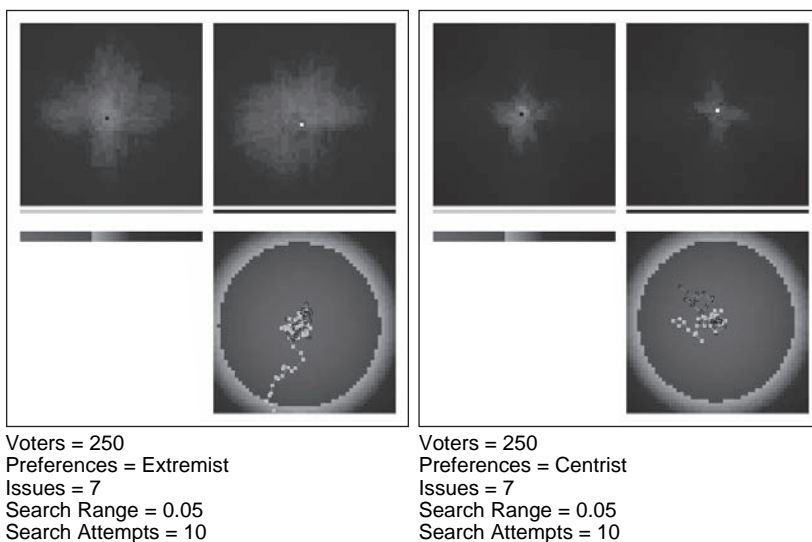 Voters = 250
Preferences = Extremist
Issues = 7
Search Range = 0.05
Search Attempts = 10
Voters = 250
Preferences = Centrist
Issues = 7
Search Range = 0.05
Search Attempts = 10